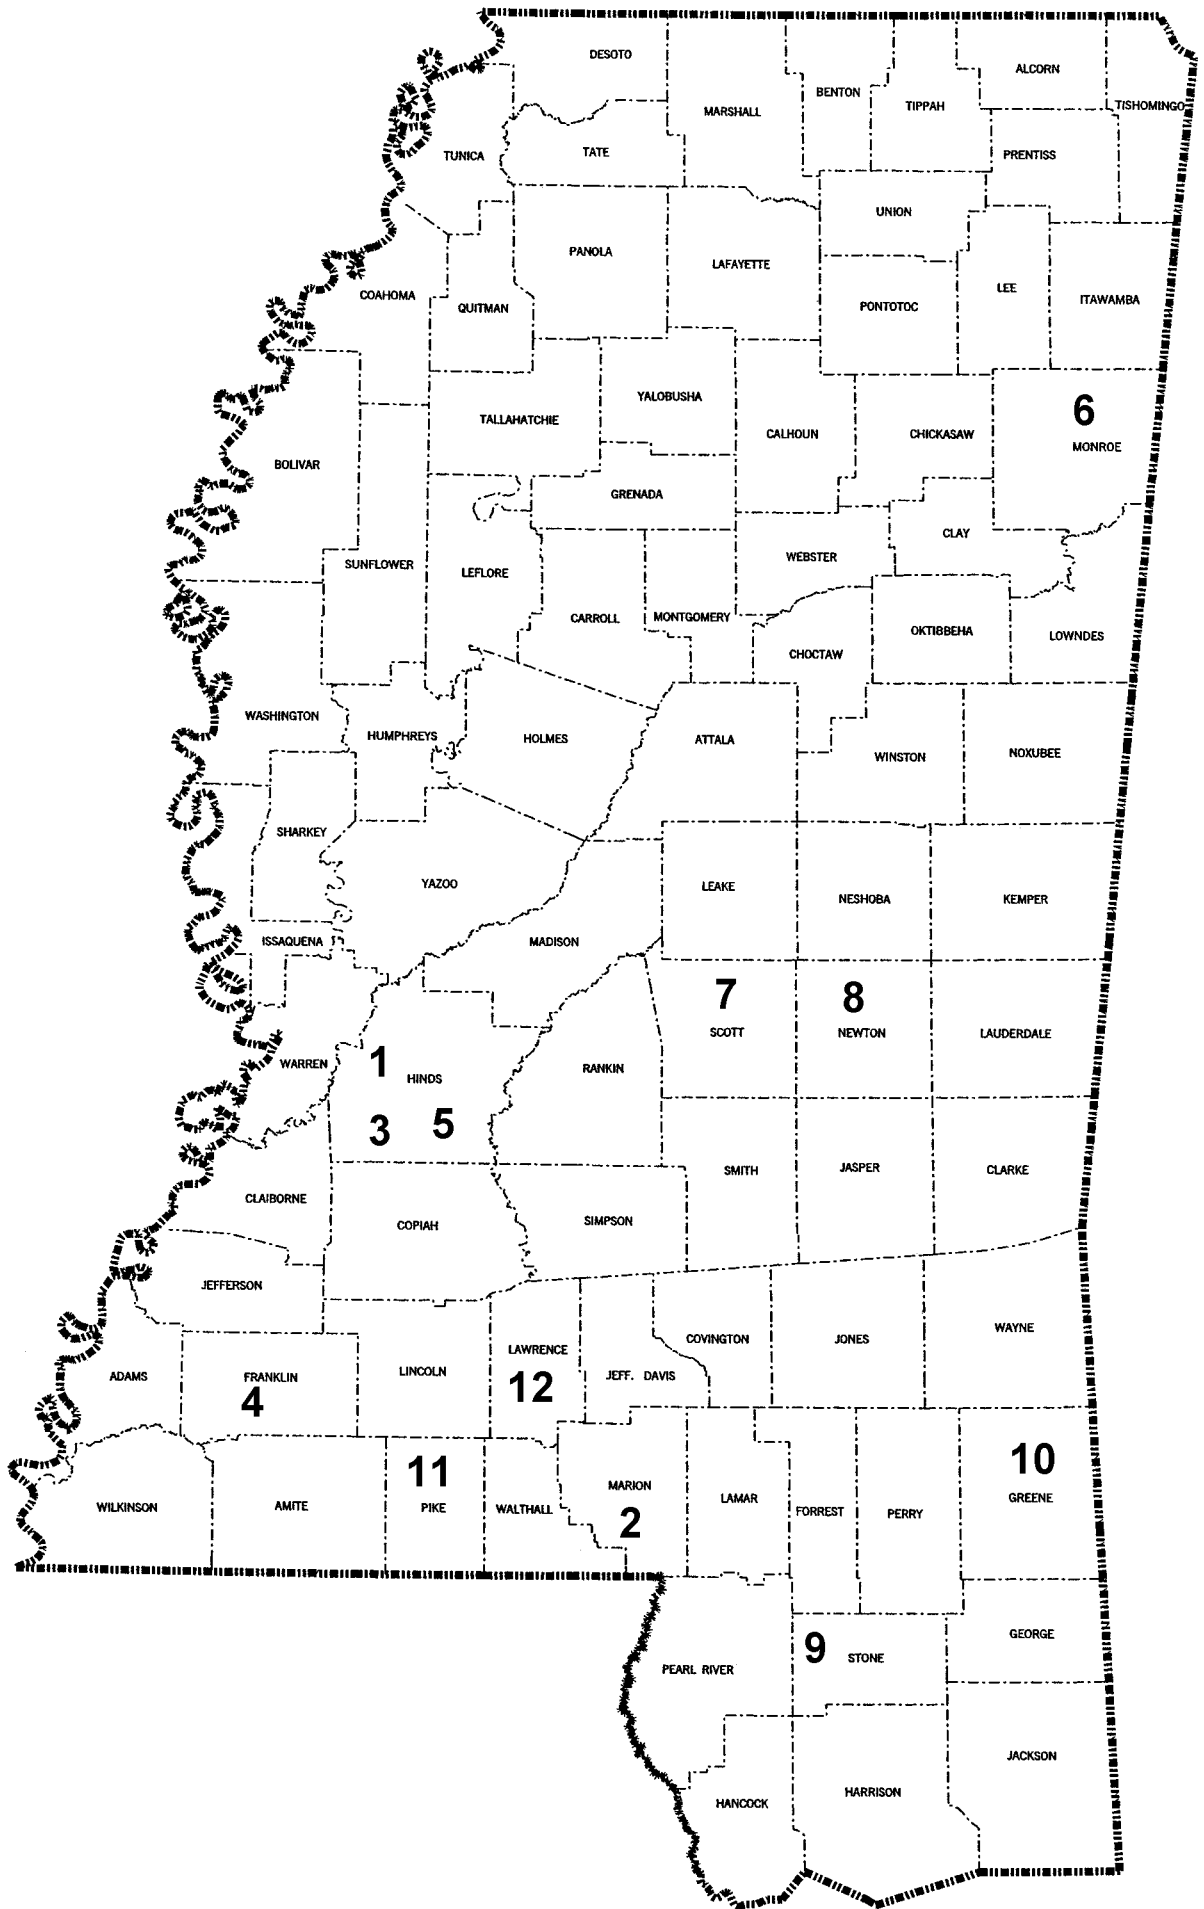 DESOTO
ALCORN
BENTON
MARSHALL
TIPPAH
TISHOMINGO
TUNICA
TATE
PRENTISS
UNION
PANOLA
LAFAYETTE
COAHOMA
QUITMAN
PONTOTOC
LEE
ITAWAMBA
YALOBUSHA
6
TALLAHATCHIE
CALHOUN
CHICKASAW
MONROE
BOLIVAR
GRENADA
CLAY
WEBSTER
SUNFLOWER
LEFLORE
CARROLL
MONTGOMERY
OKTIBBEHA
LOWNDES
CHOCTAW
WASHINGTON
HUMPHREYS
HOLMES
ATTALA
WINSTON
NOXUBEE
SHARKEY
YAZOO
LEAKE
NESHOBA
KEMPER
ISSAQUENA
MADISON
7
8
SCOTT
NEWTON
LAUDERDALE
1
WARREN
HINDS
RANKIN
3
5
SMITH
JASPER
CLARKE
CLAIBORNE
COPIAH
SIMPSON
JEFFERSON
WAYNE
COVINGTON
JONES
LAWRENCE
ADAMS
FRANKLIN
LINCOLN
JEFF. DAVIS
4
12
11
10
MARION
LAMAR
GREENE
WILKINSON
AMITE
PIKE
WALTHALL
FORREST
PERRY
2
GEORGE
9
STONE
PEARL RIVER
JACKSON
HANCOCK
HARRISON